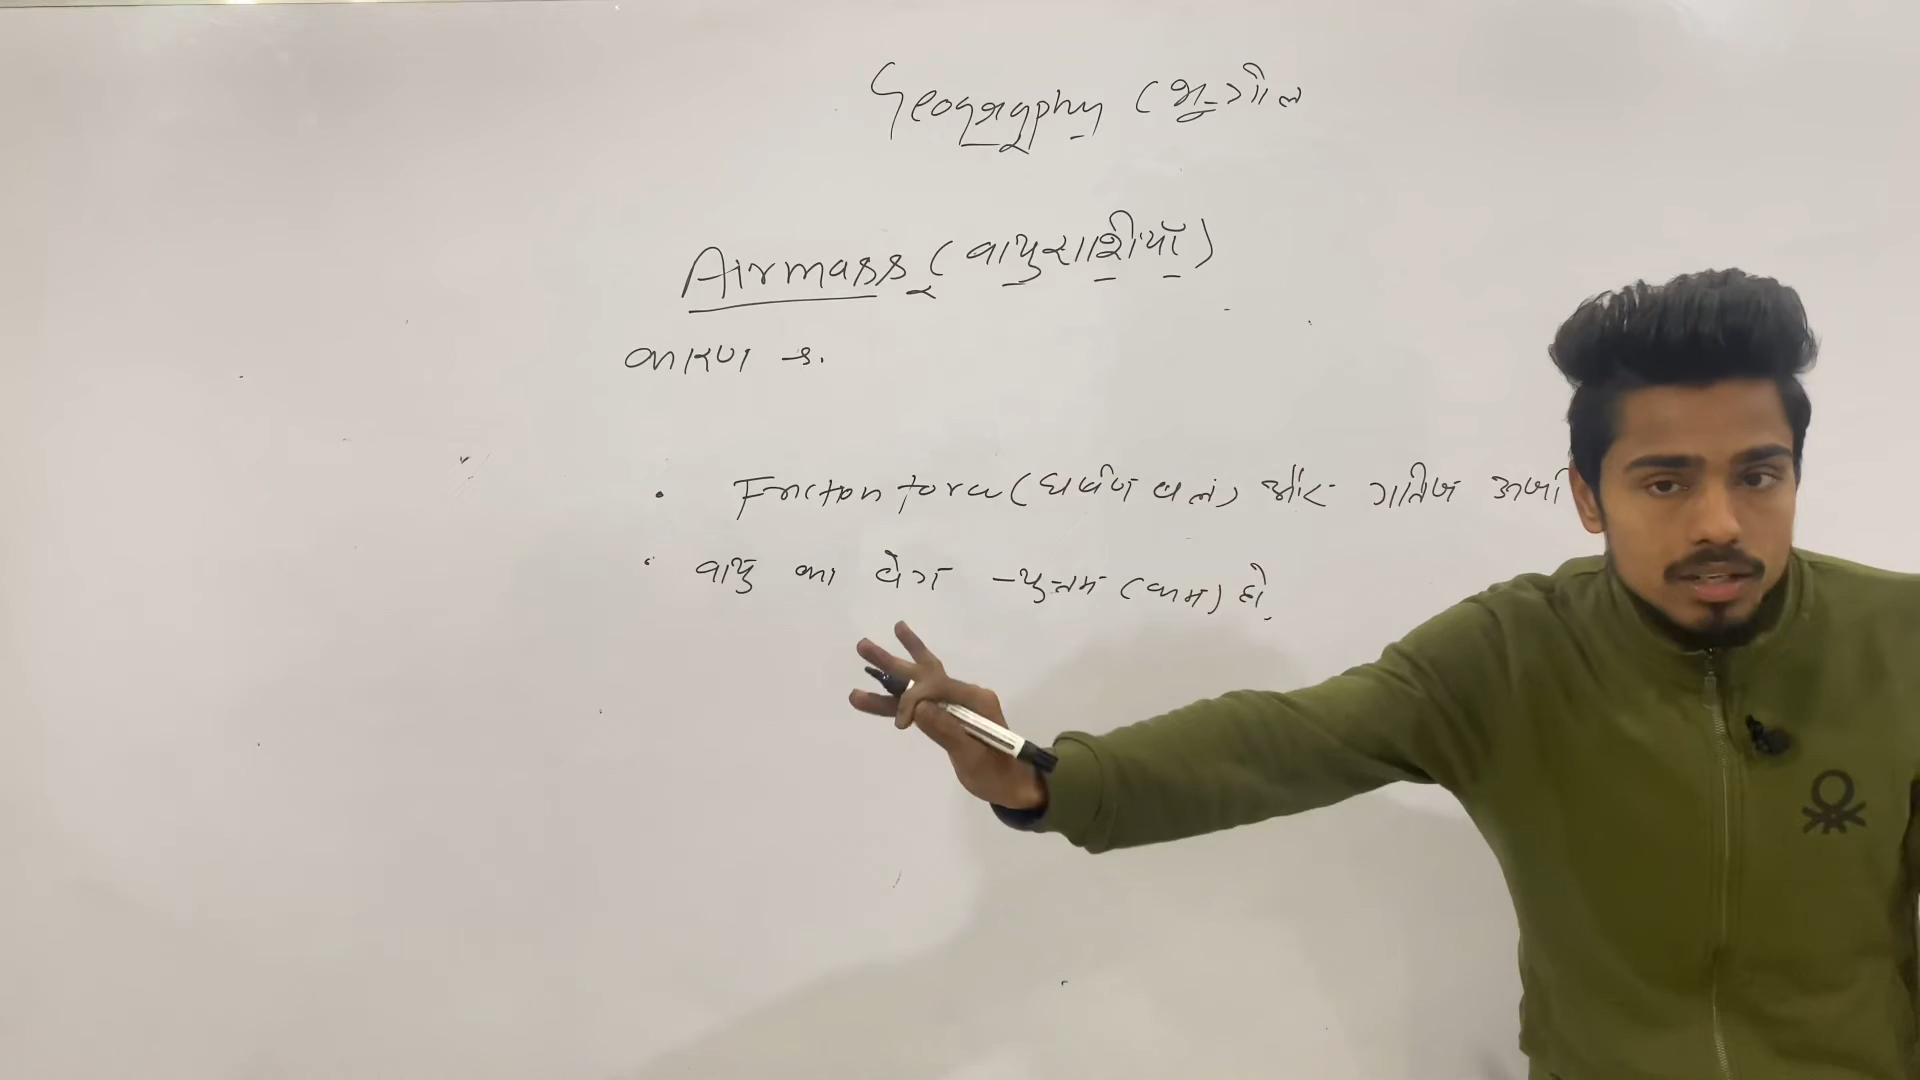 Geography (भूगोल
Airmass (वायुराशियाँ)
कारण →
• Friction force (घर्षण बल) और गतिज ऊर्जा
• वायु का वेग न्युनतम (कम) हो